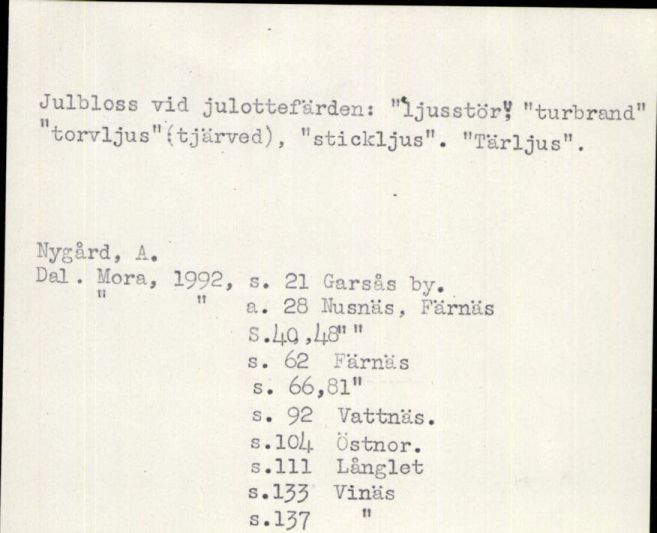 Julbloss vid julottefärden: "ljusstör", "turbrand"
"torvljus"(tjärved), "stickljus". "Tärljus".
Nygård, A.
Dal. Mora, 1992, s. 21 Garsås by.
" " a. 28 Nusnäs, Färnäs
S.40,48" "
s. 62 Färnäs
s. 66,81"
s. 92 Vattnäs.
s.104 Östnor.
s.111 Långlet
s.133 Vinäs
s.137 "